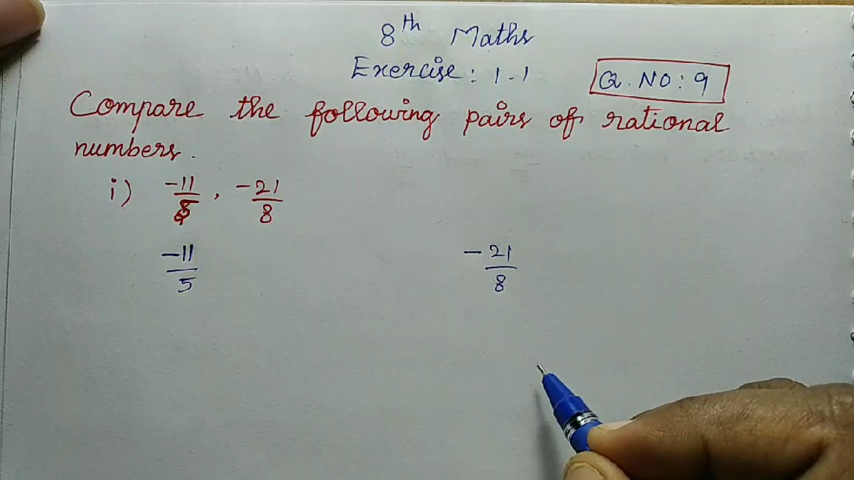 8th Maths
Exercise: 1.1
Q. NO: 9
Compare the following pairs of rational
numbers.
i) -11/5, -21/8
-11/5 -21/8